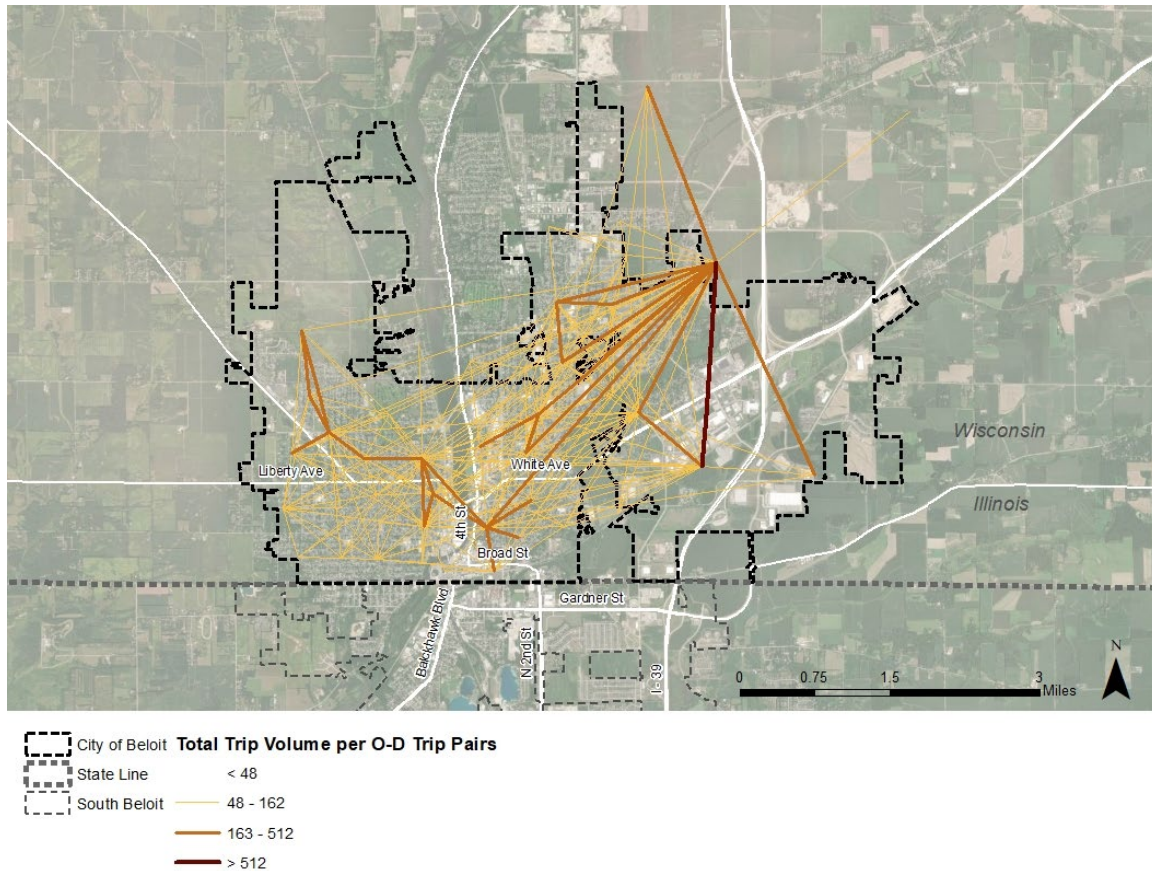 Wisconsin
Liberty Ave
White Ave
Illinois
4th St
Broad St
Gardner St
Balckhawk Blvd
N 2nd St
I - 39
N
0 0.75 1.5 3
Miles
City of Beloit
State Line
South Beloit
Total Trip Volume per O-D Trip Pairs
< 48
48 - 162
163 - 512
> 512